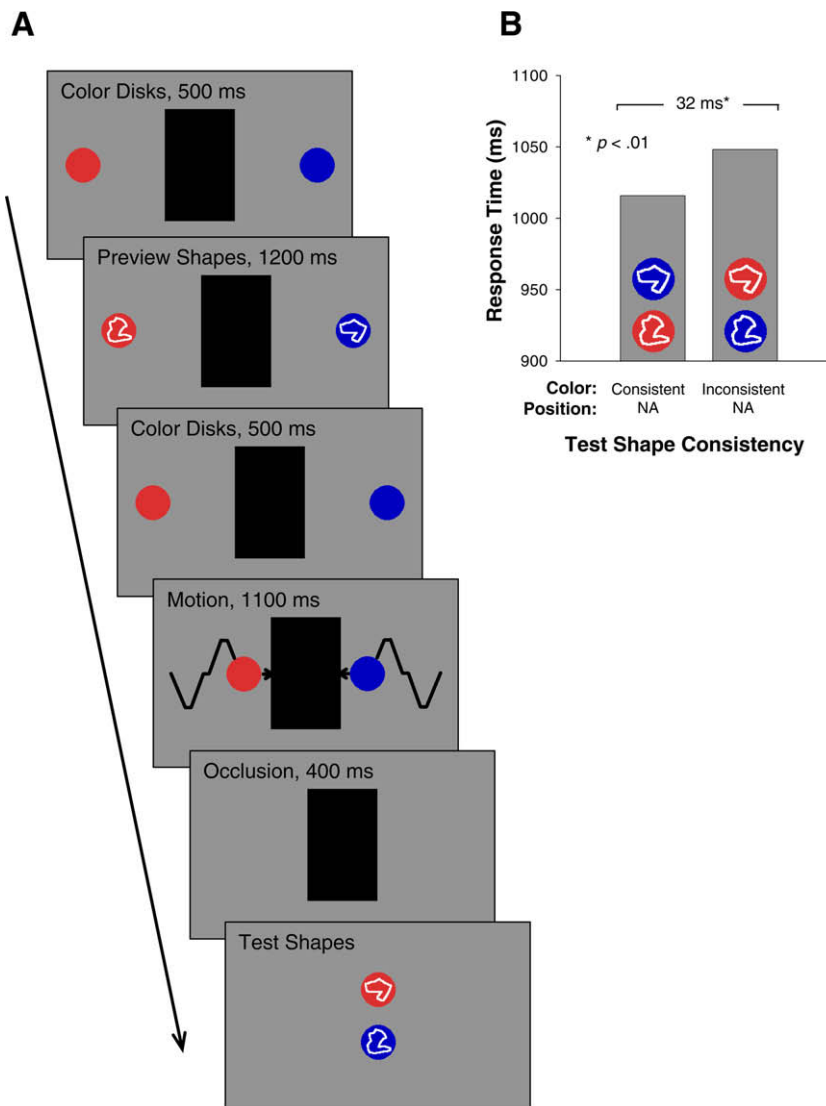 A
Color Disks, 500 ms
Preview Shapes, 1200 ms
Color Disks, 500 ms
Motion, 1100 ms
Occlusion, 400 ms
Test Shapes
B
1100
1050
1000
950
900
Response Time (ms)
32 ms*
* p < .01
Color: Consistent Inconsistent
Position: NA NA
Test Shape Consistency